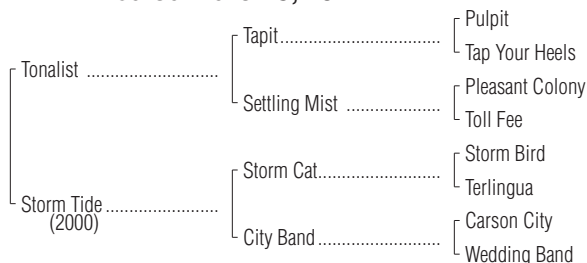 Tonalist
Storm Tide
(2000)
Tapit
Settling Mist
Storm Cat
City Band
Pulpit
Tap Your Heels
Pleasant Colony
Toll Fee
Storm Bird
Terlingua
Carson City
Wedding Band